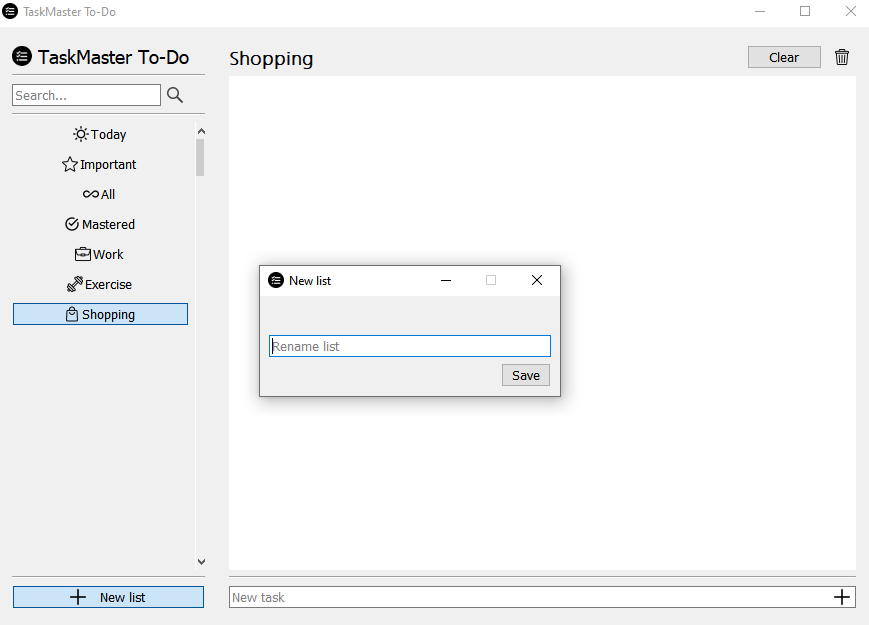 TaskMaster To-Do
TaskMaster To-Do
Search...
Today
Important
All
Mastered
Work
Exercise
Shopping
New list
Shopping
Clear
New list
Rename list
Save
New task